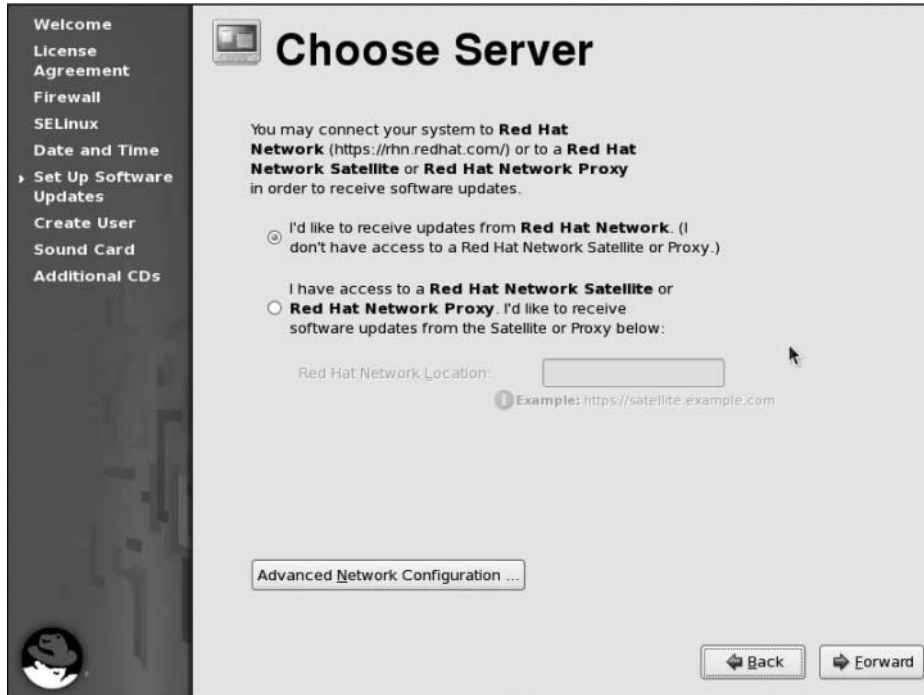 Welcome
License
Agreement
Firewall
SELinux
Date and Time
Set Up Software
Updates
Create User
Sound Card
Additional CDs
Choose Server
You may connect your system to Red Hat
Network (https://rhn.redhat.com/) or to a Red Hat
Network Satellite or Red Hat Network Proxy
in order to receive software updates.
I'd like to receive updates from Red Hat Network. (I
don't have access to a Red Hat Network Satellite or Proxy.)
I have access to a Red Hat Network Satellite or
Red Hat Network Proxy. I'd like to receive
software updates from the Satellite or Proxy below:
Red Hat Network Location:
Example: https://satellite.example.com
Advanced Network Configuration ...
Back
Forward